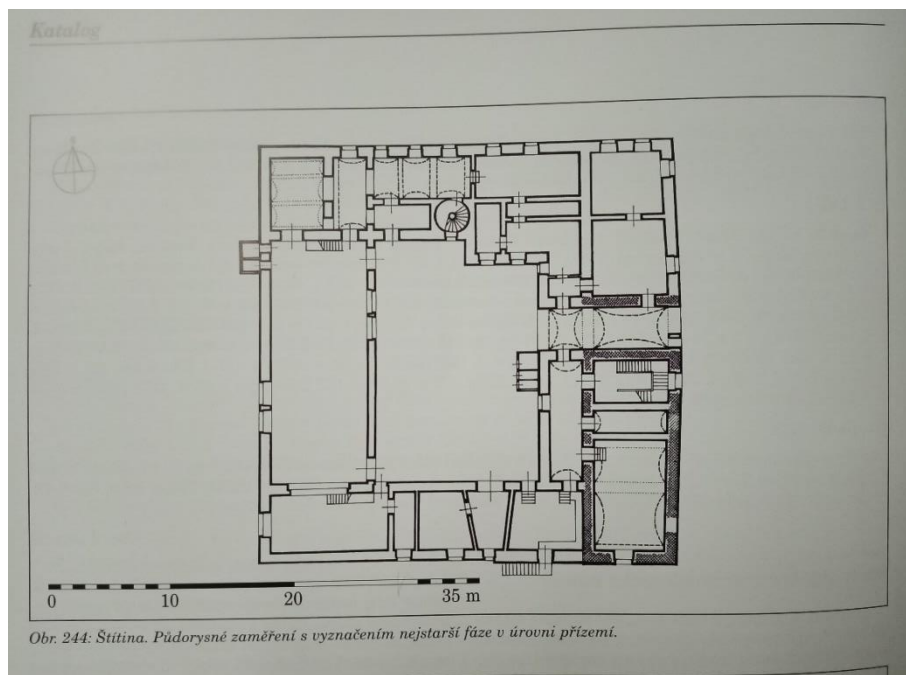 Katalog
0 10 20 35 m
Obr. 244: Štítina. Půdorysné zaměření s vyznačením nejstarší fáze v úrovni přízemí.